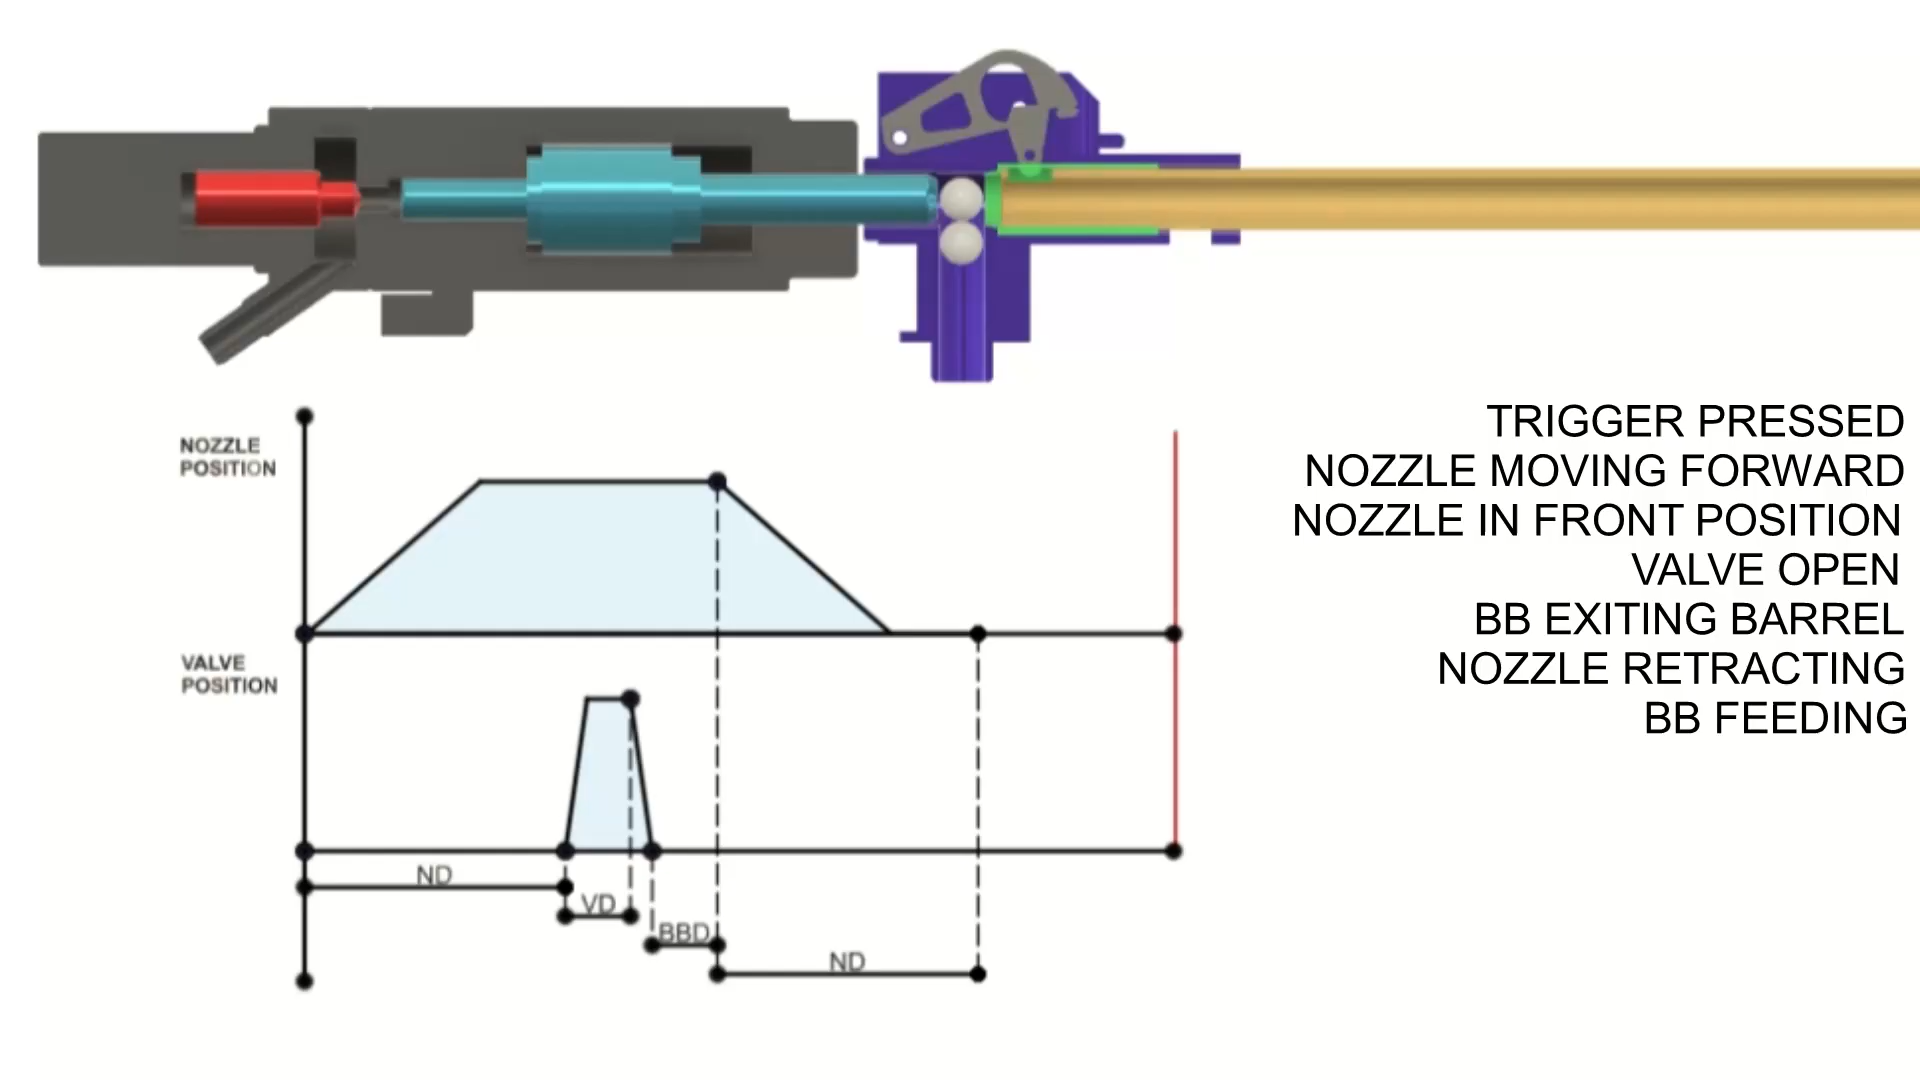 NOZZLE
POSITION
VALVE
POSITION
ND
VD
BBD
ND
TRIGGER PRESSED
NOZZLE MOVING FORWARD
NOZZLE IN FRONT POSITION
VALVE OPEN
BB EXITING BARREL
NOZZLE RETRACTING
BB FEEDING